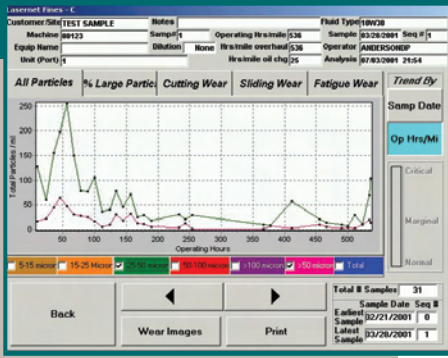 Lasernet Fines - C
Customer/Site TEST SAMPLE Notes Fluid Type 10W30
Machine 00123 Samp# 1 Operating Hrs/mile 536 Sample 03/28/2001 Seq # 1
Equip Name Dilution None Hrs/mile overhaul 536 Operator ANDERSONDP
Unit (Port) 1 Hrs/mile oil chg 25 Analysis 07/03/2001 21:54
All Particles % Large Partic Cutting Wear Sliding Wear Fatigue Wear Trend By
Samp Date
Op Hrs/Mi
Total Particles / ml
250
200
150
100
50
0
50 100 150 200 250 300 350 400 450 500
Operating Hours
Critical
Marginal
Normal
5-15 micron 15-25 Micron 25-50 micron 50-100 micron >100 micron >50 micron Total
Back
Wear Images
Print
Total # Samples 31
Sample Date Seq #
Earliest Sample 02/21/2001 0
Latest Sample 03/28/2001 1